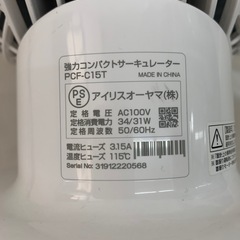 強力コンパクトサーキュレーター
PCF-C15T
MADE IN CHINA
PS
E
アイリスオーヤマ(株)
定格電圧 AC100V
定格消費電力 34/31W
定格周波数 50/60Hz
電流ヒューズ 3.15A
温度ヒューズ 115℃
Serial No: 31912220568